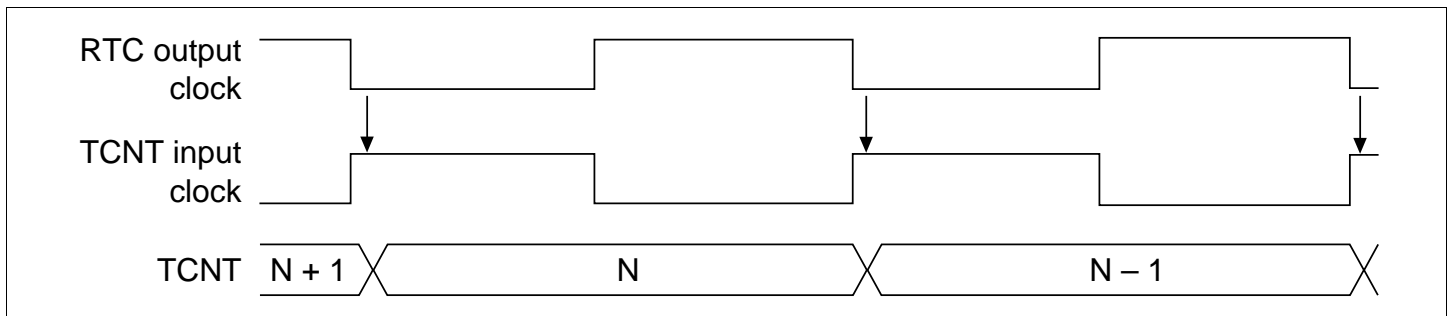 RTC output
clock
TCNT input
clock
TCNT N + 1 N N – 1